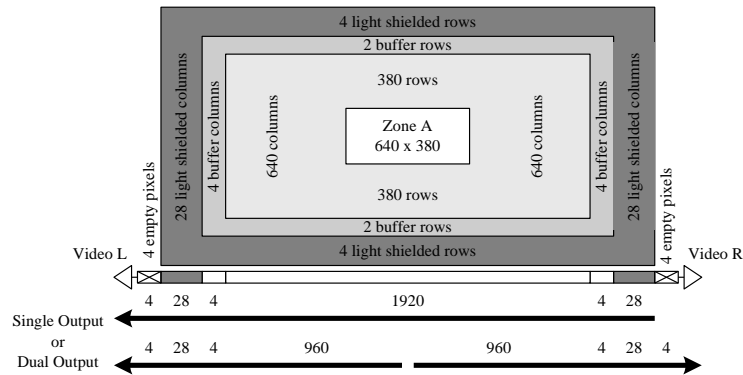 4 light shielded rows
2 buffer rows
380 rows
4 empty pixels
28 light shielded columns
4 buffer columns
640 columns
Zone A
640 x 380
640 columns
4 buffer columns
28 light shielded columns
4 empty pixels
380 rows
2 buffer rows
4 light shielded rows
Video L
Video R
4 28 4 1920 4 28
Single Output
or
Dual Output
4 28 4 960 960 4 28 4